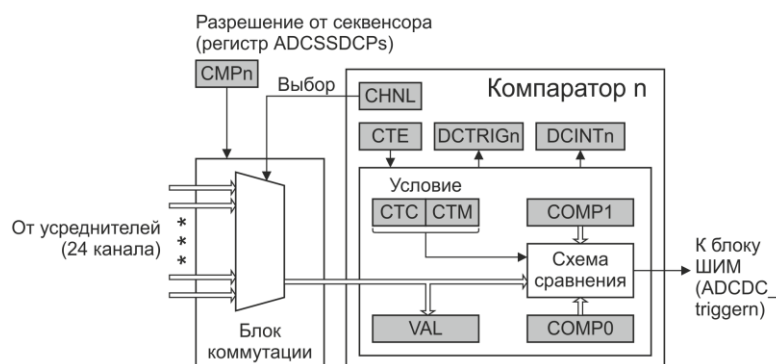 Разрешение от секвенсора
(регистр ADCSSDCPs)
CMPn
Выбор
CHNL
Компаратор n
CTE
DCTRIGn
DCINTn
Условие
CTC
CTM
COMP1
От усреднителей
(24 канала)
* * *
Схема
сравнения
К блоку
ШИМ
(ADCDC_
triggern)
VAL
COMP0
Блок
коммутации